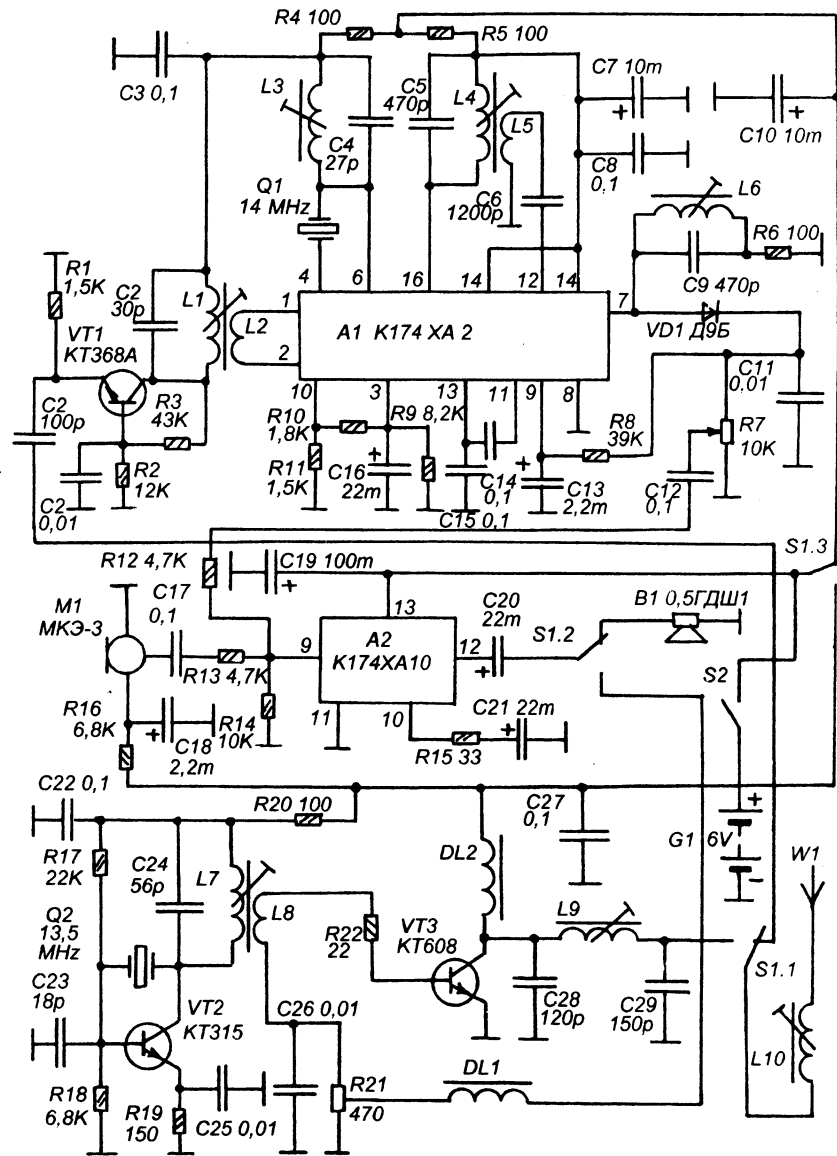 R4 100
R5 100
C3 0,1
L3
C4
27p
C5
470p
L4
L5
C7 10m
C10 10m
C8
0,1
Q1
14 MHz
C6
1200p
L6
R6 100
C9 470p
VD1 Д9Б
R1
1,5K
C2
30p
L1
L2
4
6
16
14
12
14
1
2
7
A1 K174 XA 2
VT1
KT368A
10
3
13
11
9
8
R3
43K
C2
100p
R2
12K
C2
0,01
R10
1,8K
R9 8,2K
R11
1,5K
C16
22m
C14
0,1
C15 0,1
C13
2,2m
R8
39K
C11
0,01
R7
10K
C12
0,1
R12 4,7K
C19 100m
S1.3
M1
МКЭ-3
C17
0,1
13
A2
K174XA10
9
12
11
10
C20
22m
S1.2
B1 0,5ГДШ1
S2
R13 4,7K
R16
6,8K
C18
2,2m
R14
10K
R15 33
C21 22m
C22 0,1
R20 100
R17
22K
C24
56p
L7
L8
DL2
C27
0,1
G1 6V
W1
Q2
13,5
MHz
R22
22
VT3
KT608
L9
S1.1
C23
18p
VT2
KT315
C26 0,01
C28
120p
C29
150p
L10
R18
6,8K
R19
150
C25 0,01
R21
470
DL1